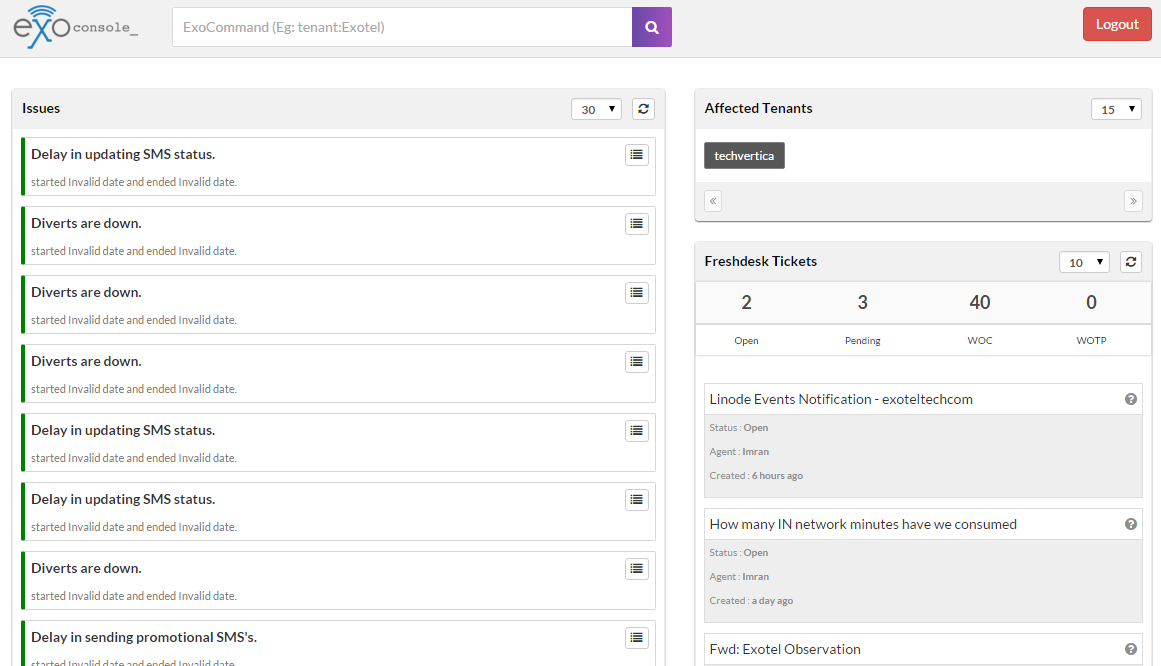 exo console_
ExoCommand (Eg: tenant:Exotel)
Logout
Issues
30
Delay in updating SMS status.
started Invalid date and ended Invalid date.
Diverts are down.
started Invalid date and ended Invalid date.
Diverts are down.
started Invalid date and ended Invalid date.
Diverts are down.
started Invalid date and ended Invalid date.
Delay in updating SMS status.
started Invalid date and ended Invalid date.
Delay in updating SMS status.
started Invalid date and ended Invalid date.
Diverts are down.
started Invalid date and ended Invalid date.
Delay in sending promotional SMS's.
started Invalid date and ended Invalid date.
Affected Tenants
15
techvertica
«
»
Freshdesk Tickets
10
2 3 40 0
Open Pending WOC WOTP
Linode Events Notification - exoteltechcom
Status : Open
Agent : Imran
Created : 6 hours ago
How many IN network minutes have we consumed
Status : Open
Agent : Imran
Created : a day ago
Fwd: Exotel Observation